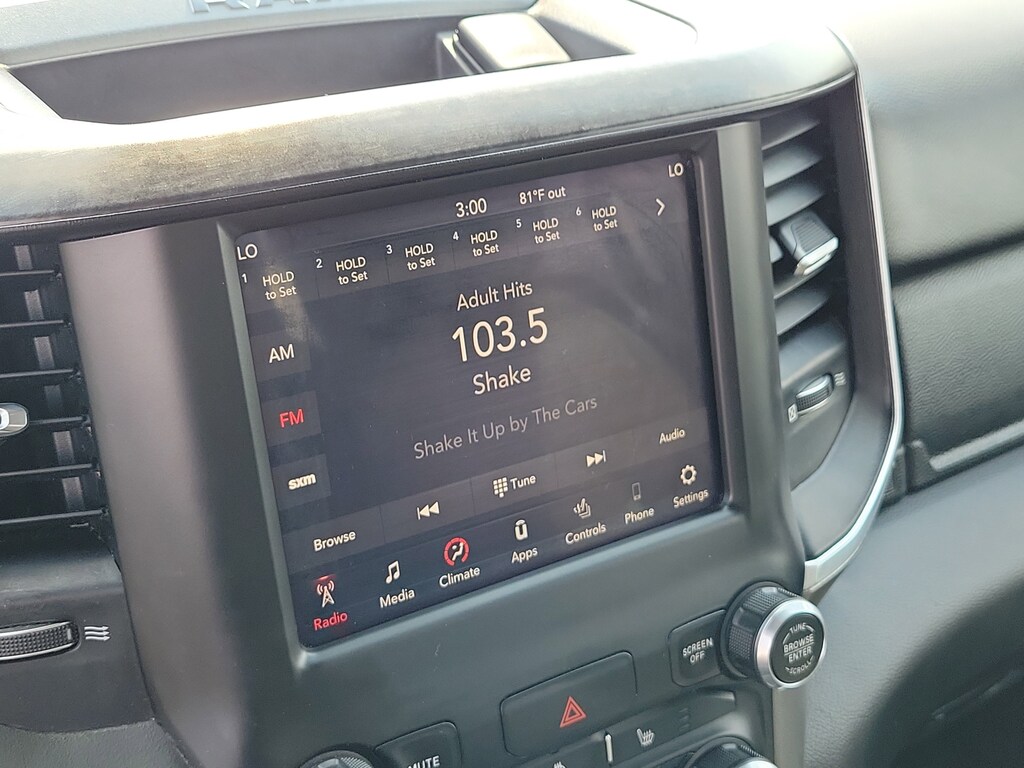 RAM
3:00
81°F out
LO
LO
1 HOLD
to Set
2 HOLD
to Set
3 HOLD
to Set
4 HOLD
to Set
5 HOLD
to Set
6 HOLD
to Set
Adult Hits
103.5
Shake
Shake It Up by The Cars
AM
FM
sxm
Browse
Tune
Audio
Radio
Media
Climate
Apps
Controls
Phone
Settings
SCREEN
OFF
TUNE
BROWSE
ENTER
SCROLL
MUTE